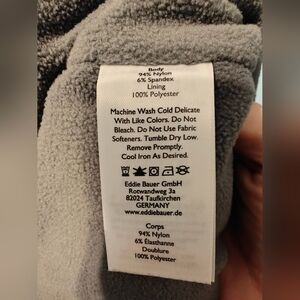 Body
94% Nylon
6% Spandex
Lining
100% Polyester
Machine Wash Cold Delicate
With Like Colors. Do Not
Bleach. Do Not Use Fabric
Softeners. Tumble Dry Low.
Remove Promptly.
Cool Iron As Desired.
Eddie Bauer GmbH
Rotwandweg 3a
82024 Taufkirchen
GERMANY
www.eddiebauer.de
Corps
94% Nylon
6% Élasthanne
Doublure
100% Polyester